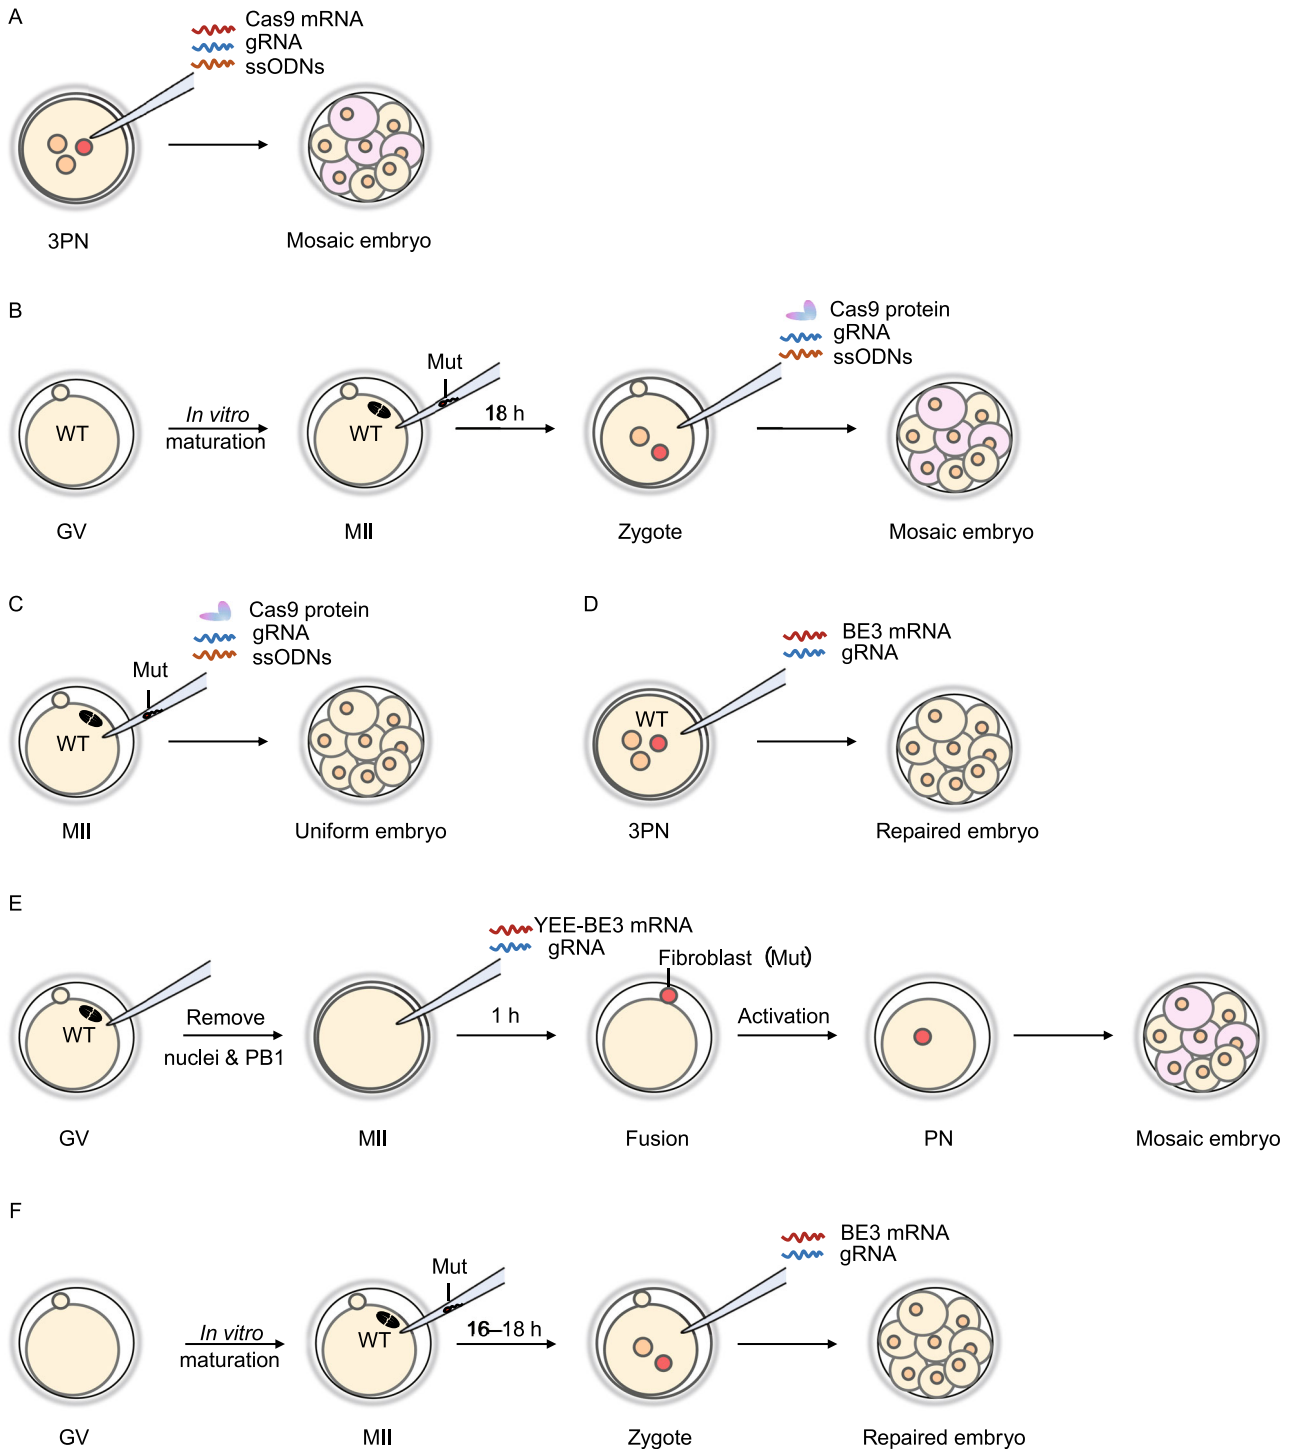 A
Cas9 mRNA
gRNA
ssODNs
3PN
Mosaic embryo
B
Cas9 protein
gRNA
ssODNs
Mut
WT
In vitro
maturation
WT
18 h
GV
MII
Zygote
Mosaic embryo
C
Cas9 protein
gRNA
ssODNs
Mut
WT
MII
Uniform embryo
D
BE3 mRNA
gRNA
WT
3PN
Repaired embryo
E
YEE-BE3 mRNA
gRNA
Fibroblast (Mut)
WT
Remove
nuclei & PB1
1 h
Activation
GV
MII
Fusion
PN
Mosaic embryo
F
BE3 mRNA
gRNA
Mut
In vitro
maturation
WT
16–18 h
GV
MII
Zygote
Repaired embryo